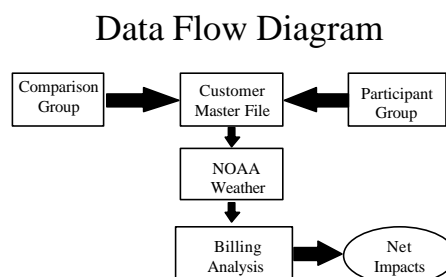 Data Flow Diagram
Comparison
Group
Customer
Master File
Participant
Group
NOAA
Weather
Billing
Analysis
Net
Impacts